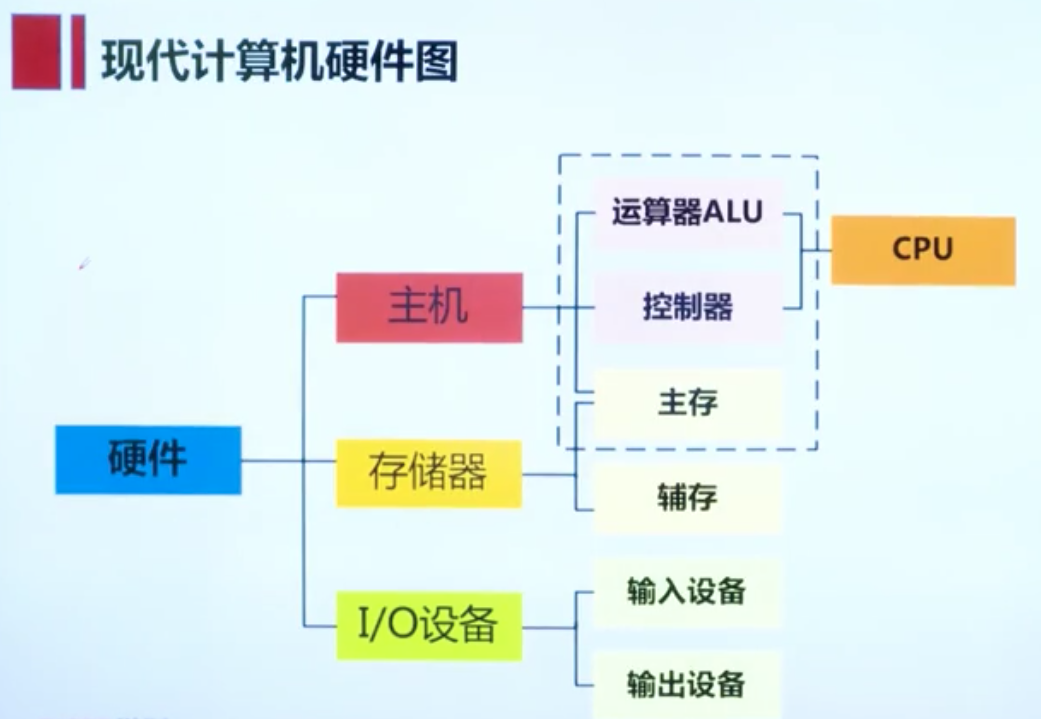 现代计算机硬件图
运算器ALU
CPU
主机
控制器
主存
硬件
存储器
辅存
输入设备
I/O设备
输出设备